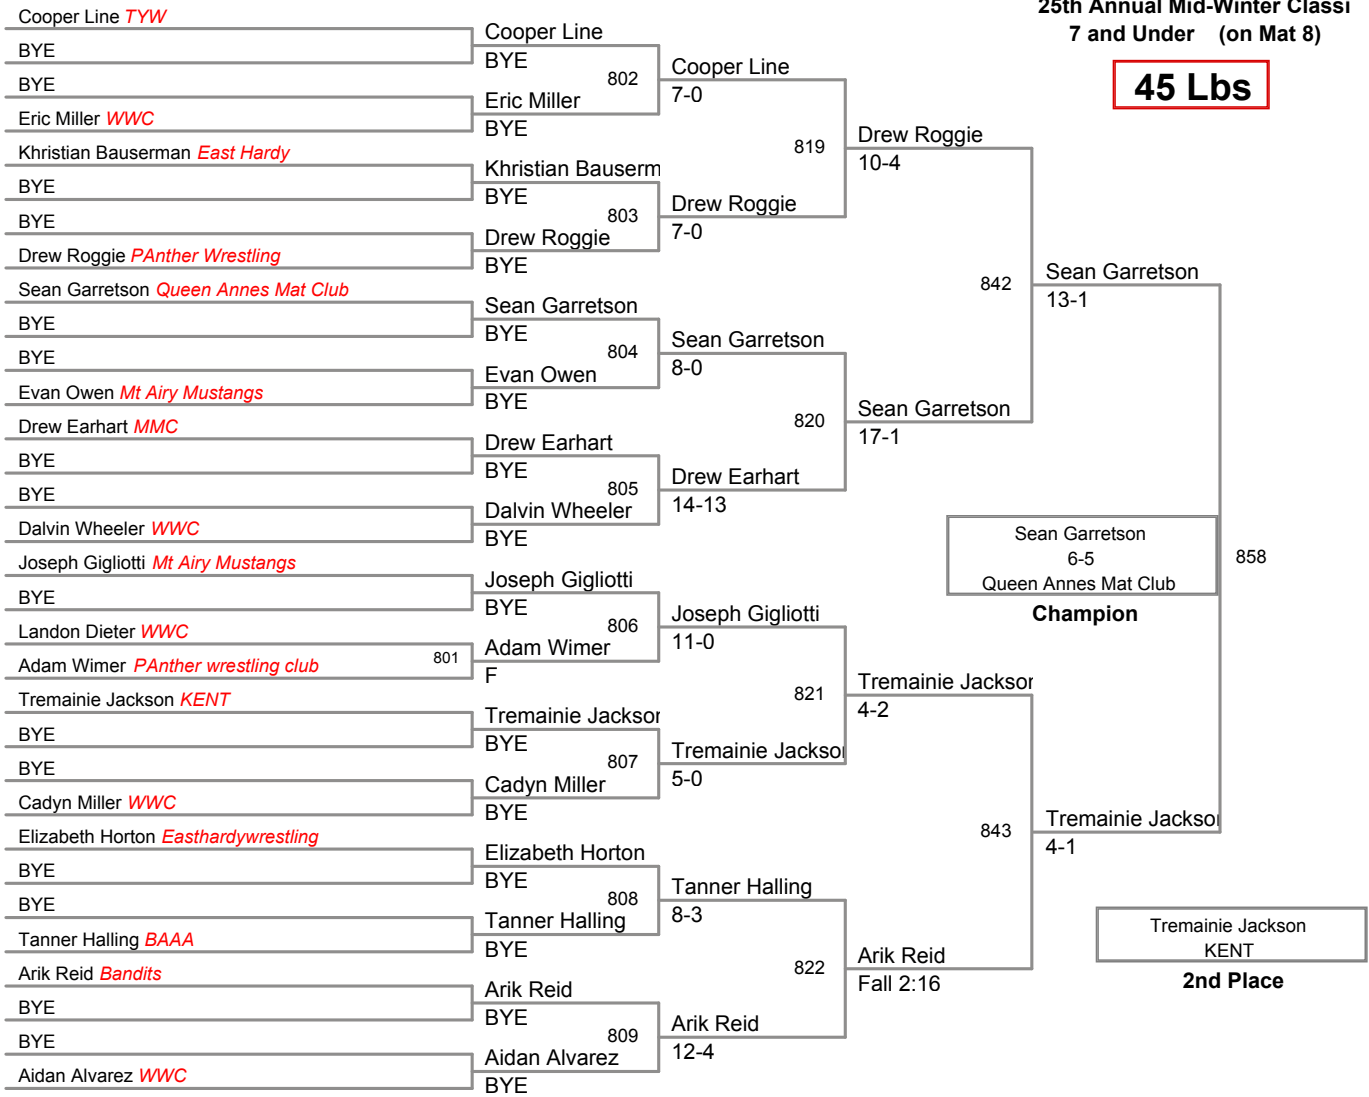 25th Annual Mid-Winter Classi
7 and Under (on Mat 8)
45 Lbs
Cooper Line TYW
BYE
BYE
Eric Miller WWC
Khristian Bauserman East Hardy
BYE
BYE
Drew Roggie PAnther Wrestling
Sean Garretson Queen Annes Mat Club
BYE
BYE
Evan Owen Mt Airy Mustangs
Drew Earhart MMC
BYE
BYE
Dalvin Wheeler WWC
Joseph Gigliotti Mt Airy Mustangs
BYE
Landon Dieter WWC
Adam Wimer PAnther wrestling club
801
Tremainie Jackson KENT
BYE
BYE
Cadyn Miller WWC
Elizabeth Horton Easthardywrestling
BYE
BYE
Tanner Halling BAAA
Arik Reid Bandits
BYE
BYE
Aidan Alvarez WWC
Cooper Line
BYE
802
Eric Miller
BYE
Khristian Bauserm
BYE
803
Drew Roggie
BYE
Sean Garretson
BYE
804
Evan Owen
BYE
Drew Earhart
BYE
805
Dalvin Wheeler
BYE
Joseph Gigliotti
BYE
806
Adam Wimer
F
Tremainie Jackson
BYE
807
Cadyn Miller
BYE
Elizabeth Horton
BYE
808
Tanner Halling
BYE
Arik Reid
BYE
809
Aidan Alvarez
BYE
Cooper Line
7-0
819
Drew Roggie
7-0
Sean Garretson
8-0
820
Drew Earhart
14-13
Joseph Gigliotti
11-0
821
Tremainie Jackson
5-0
Tanner Halling
8-3
822
Arik Reid
12-4
Drew Roggie
10-4
842
Sean Garretson
17-1
Tremainie Jackson
4-2
843
Arik Reid
Fall 2:16
Sean Garretson
13-1
858
Tremainie Jackson
4-1
Sean Garretson
6-5
Queen Annes Mat Club
Champion
Tremainie Jackson
KENT
2nd Place